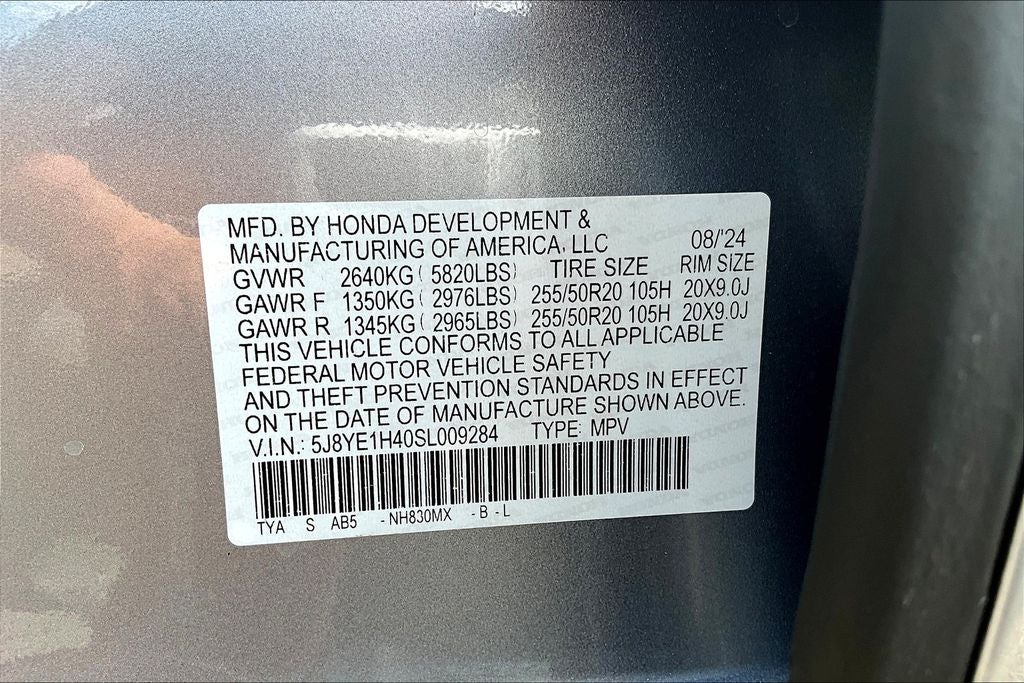 MFD. BY HONDA DEVELOPMENT &
MANUFACTURING OF AMERICA, LLC 08/'24
GVWR 2640KG( 5820LBS) TIRE SIZE RIM SIZE
GAWR F 1350KG( 2976LBS) 255/50R20 105H 20X9.0J
GAWR R 1345KG( 2965LBS) 255/50R20 105H 20X9.0J
THIS VEHICLE CONFORMS TO ALL APPLICABLE
FEDERAL MOTOR VEHICLE SAFETY
AND THEFT PREVENTION STANDARDS IN EFFECT
ON THE DATE OF MANUFACTURE SHOWN ABOVE.
V.I.N.: 5J8YE1H40SL009284 TYPE: MPV
TYA S AB5 - NH830MX - B - L